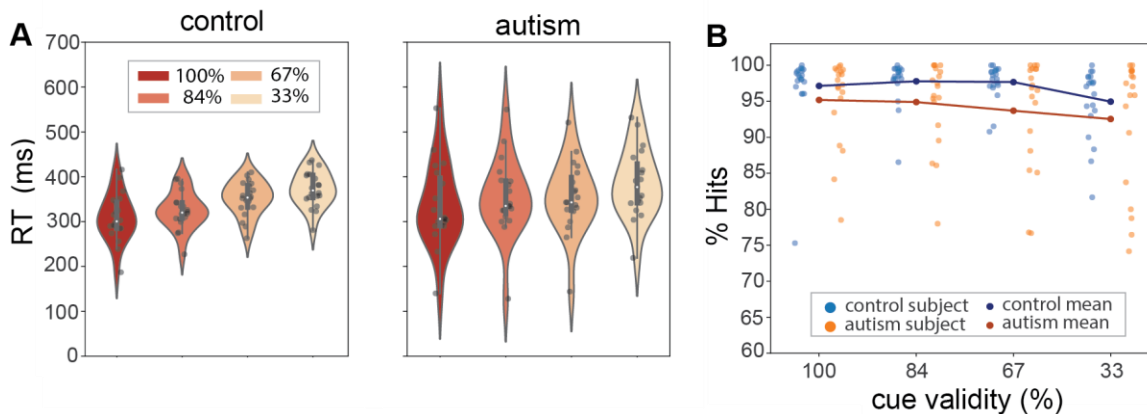 A
control
autism
B
700
600
500
400
300
200
100
0
RT (ms)
100% 67%
84% 33%
100
95
90
85
80
75
70
65
60
% Hits
control subject control mean
autism subject autism mean
100 84 67 33
cue validity (%)